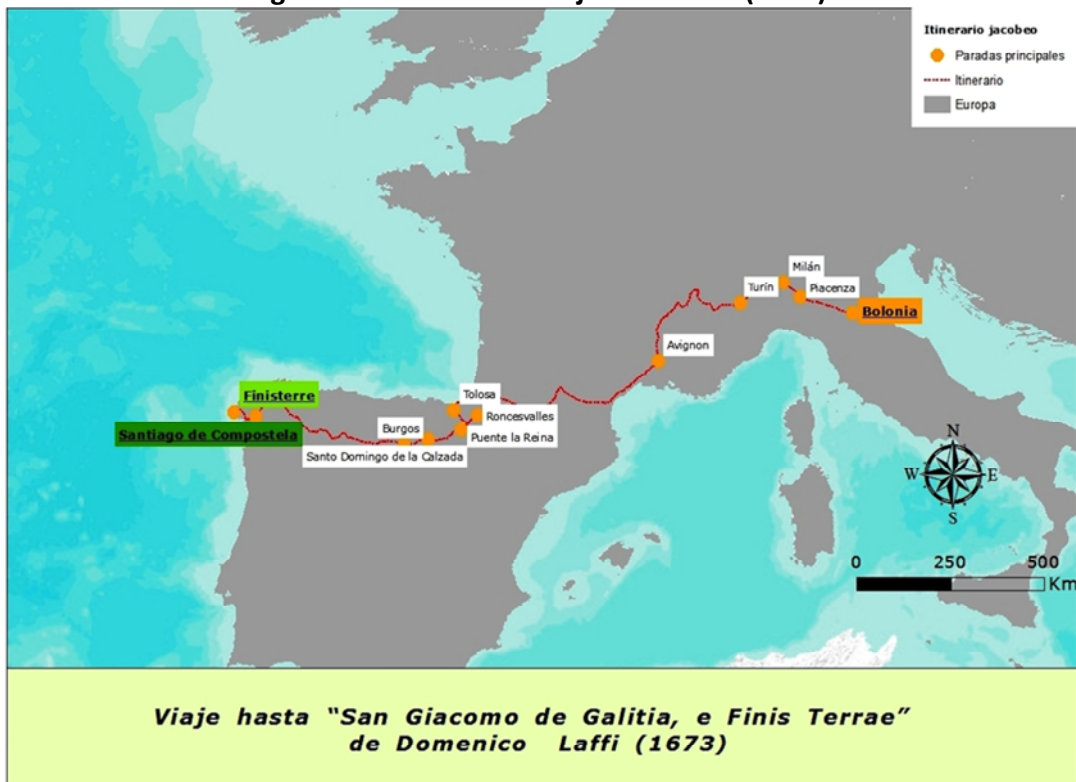 Itinerario jacobeo
Paradas principales
Itinerario
Europa
Milán
Turín
Piacenza
Bolonia
Avignon
Finisterre
Tolosa
Roncesvalles
Santiago de Compostela
Burgos
Puente la Reina
Santo Domingo de la Calzada
N
W E
S
0 250 500
Km
Viaje hasta “San Giacomo de Galitia, e Finis Terrae”
de Domenico Laffi (1673)